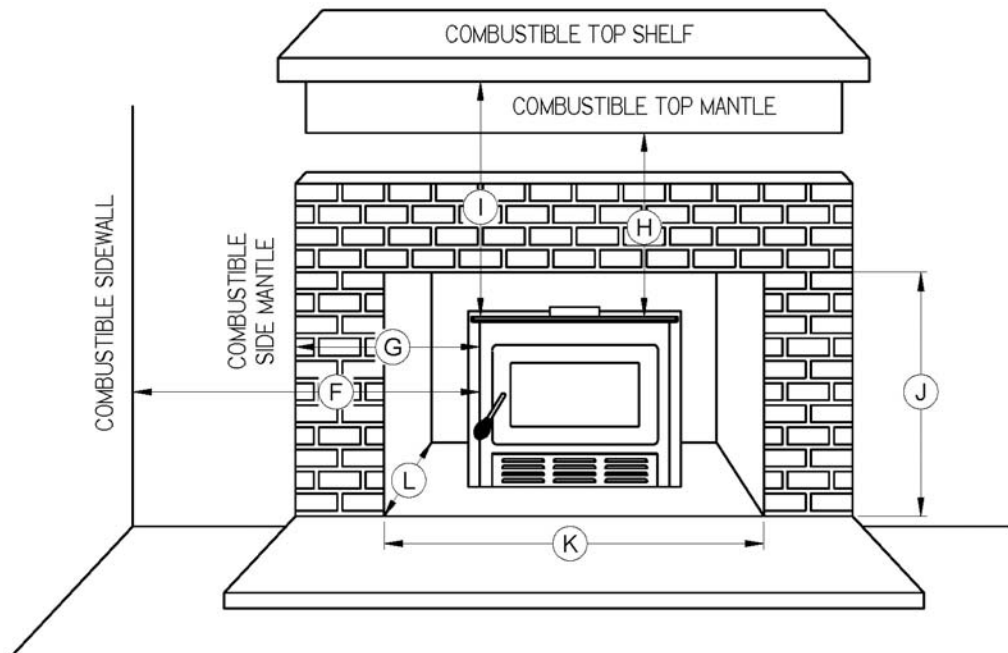 COMBUSTIBLE TOP SHELF
COMBUSTIBLE TOP MANTLE
COMBUSTIBLE SIDEWALL
COMBUSTIBLE
SIDE MANTLE
I
H
G
F
J
L
K